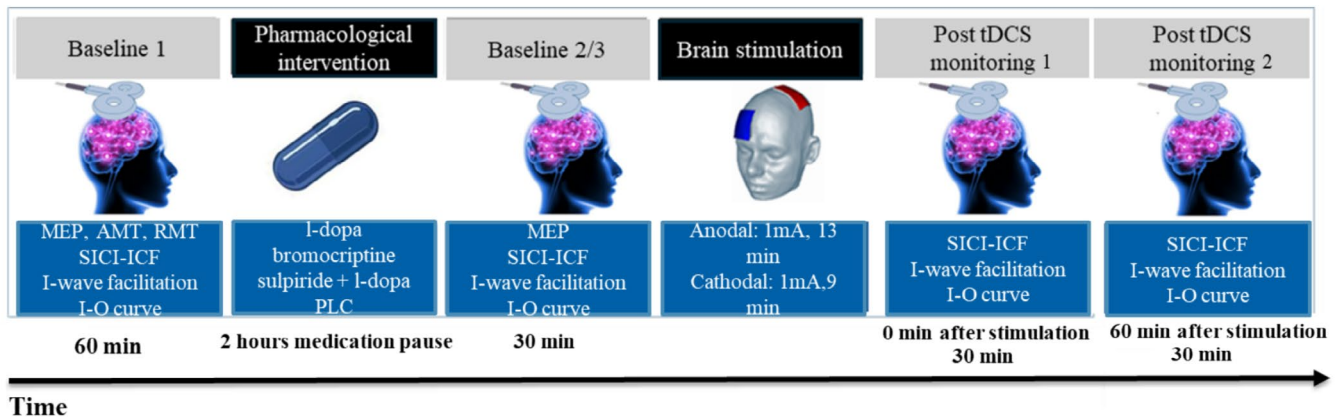 Baseline 1
Pharmacological
intervention
Baseline 2/3
Brain stimulation
Post tDCS
monitoring 1
Post tDCS
monitoring 2
MEP, AMT, RMT
SICI-ICF
I-wave facilitation
I-O curve
l-dopa
bromocriptine
sulpiride + l-dopa
PLC
MEP
SICI-ICF
I-wave facilitation
I-O curve
Anodal: 1mA, 13
min
Cathodal: 1mA,9
min
SICI-ICF
I-wave facilitation
I-O curve
SICI-ICF
I-wave facilitation
I-O curve
60 min
2 hours medication pause
30 min
0 min after stimulation
30 min
60 min after stimulation
30 min
Time